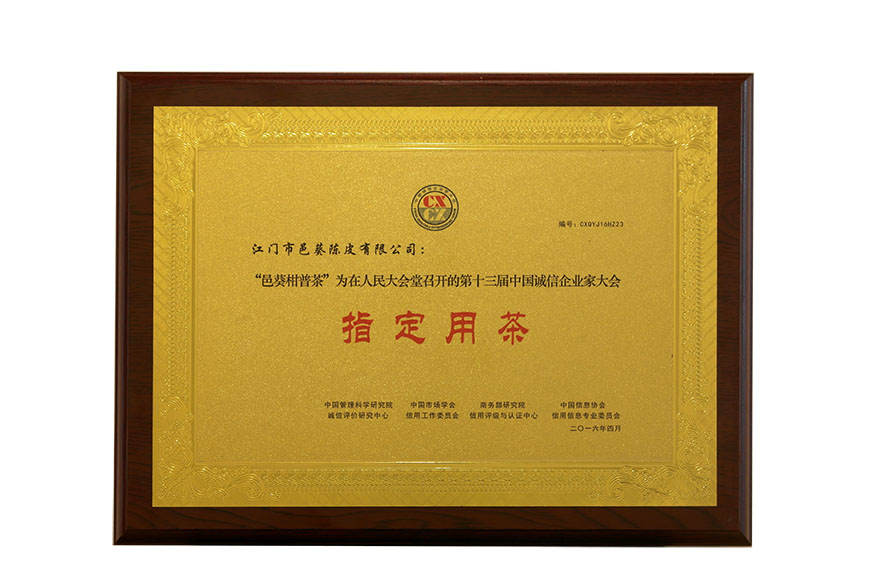 CX
CZ
编号：CXQYJ16HZ23
江门市邑葵陈皮有限公司：
“邑葵柑普茶”为在人民大会堂召开的第十三届中国诚信企业家大会
指定用茶
中国管理科学研究院 中国市场学会 商务部研究院 中国信息协会
诚信评价研究中心 信用工作委员会 信用评级与认证中心 信用信息专业委员会
二〇一六年四月